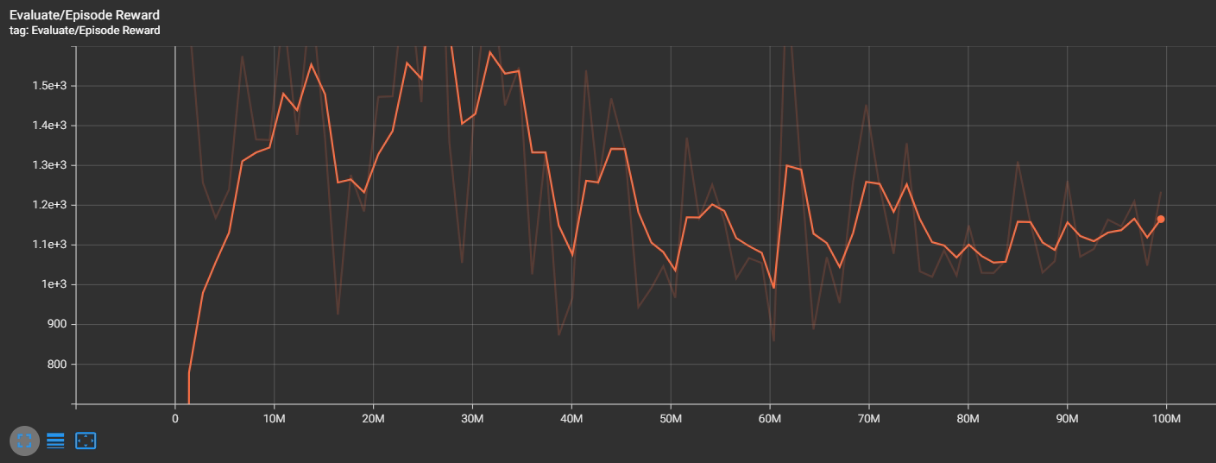 Evaluate/Episode Reward
tag: Evaluate/Episode Reward
1.5e+3
1.4e+3
1.3e+3
1.2e+3
1.1e+3
1e+3
900
800
0 10M 20M 30M 40M 50M 60M 70M 80M 90M 100M